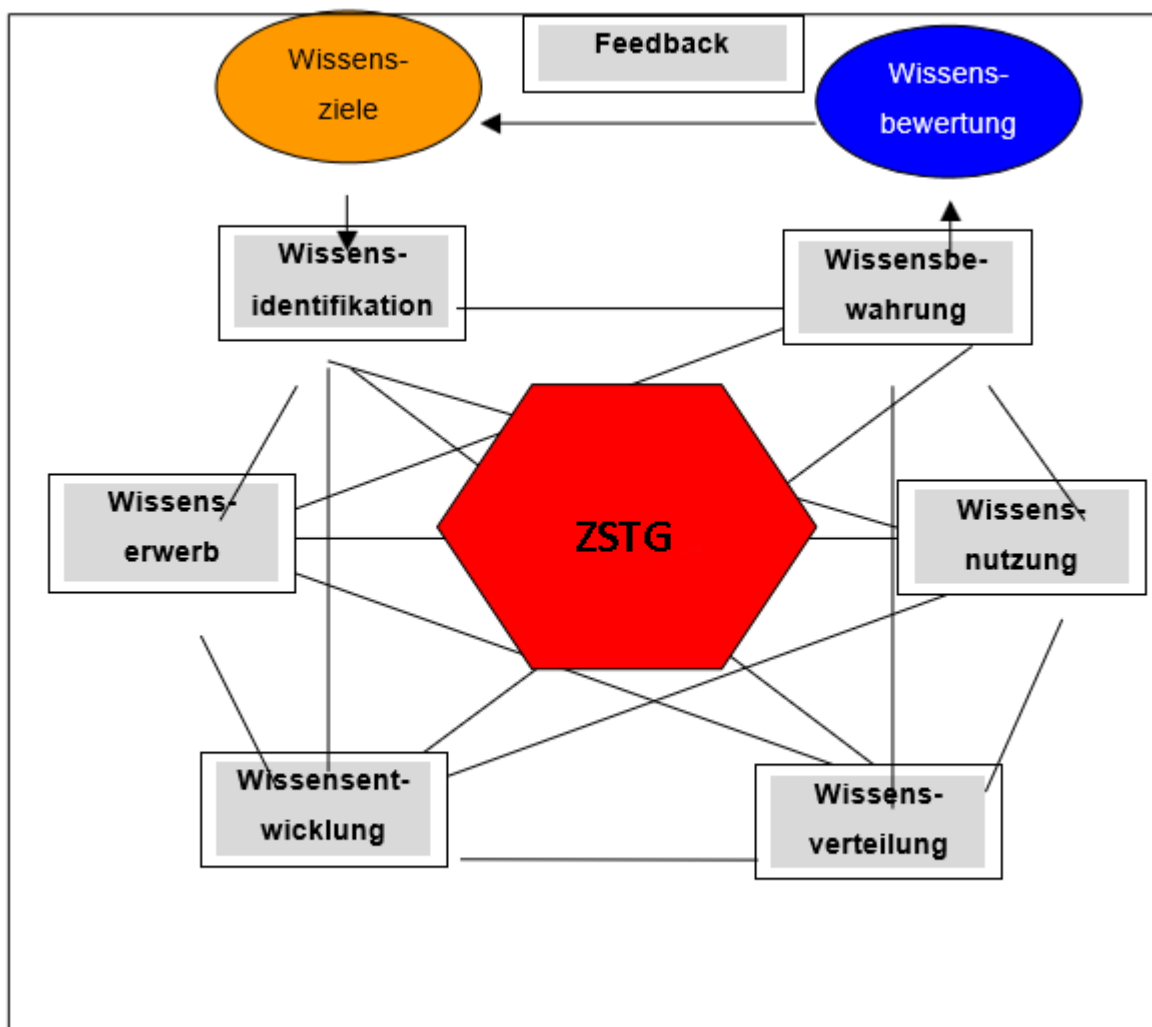 Wissens-
ziele
Feedback
Wissens-
bewertung
Wissens-
identifikation
Wissensbe-
wahrung
Wissens-
erwerb
ZSTG
Wissens-
nutzung
Wissensent-
wicklung
Wissens-
verteilung